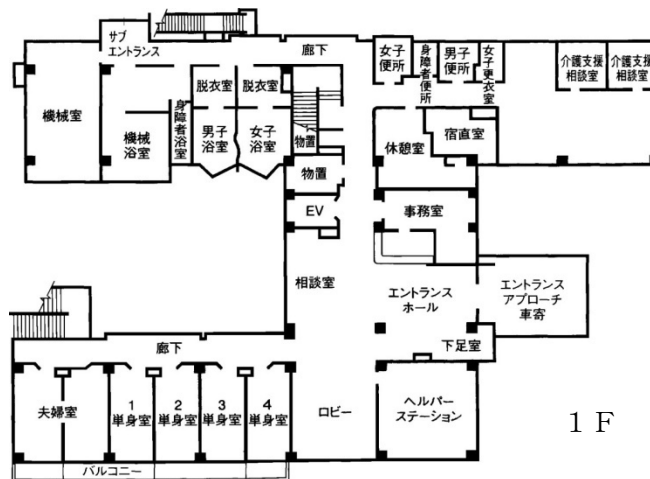 サブ
エントランス
廊下
女子
便所
身障者便所
男子
便所
女子更衣室
介護支援
相談室
介護支援
相談室
機械室
機械
浴室
身障者浴室
脱衣室
脱衣室
男子
浴室
女子
浴室
物置
物置
休憩室
宿直室
EV
事務室
相談室
エントランス
ホール
エントランス
アプローチ
車寄
下足室
廊下
夫婦室
1
単身室
2
単身室
3
単身室
4
単身室
ロビー
ヘルパー
ステーション
バルコニー
1F